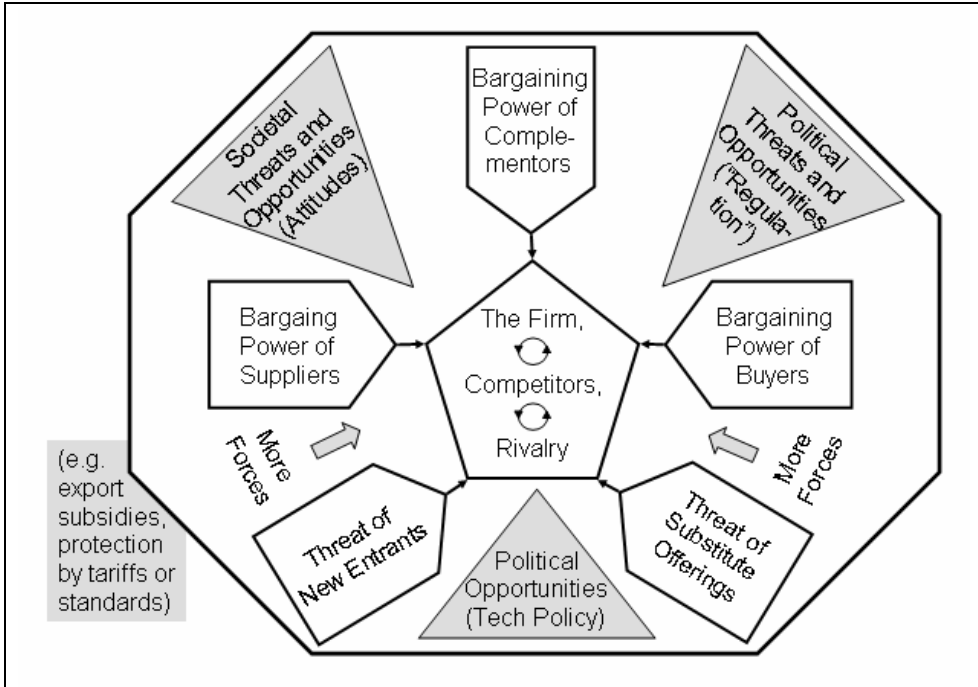 Societal
Threats and
Opportunities
(Attitudes)
Bargaining
Power of
Comple-
mentors
Political
Threats and
Opportunities
("Regula-
tion")
Bargaing
Power of
Suppliers
The Firm,
Competitors,
Rivalry
Bargaining
Power of
Buyers
More
Forces
More
Forces
(e.g.
export
subsidies,
protection
by tariffs or
standards)
Threat of
New Entrants
Political
Opportunities
(Tech Policy)
Threat of
Substitute
Offerings